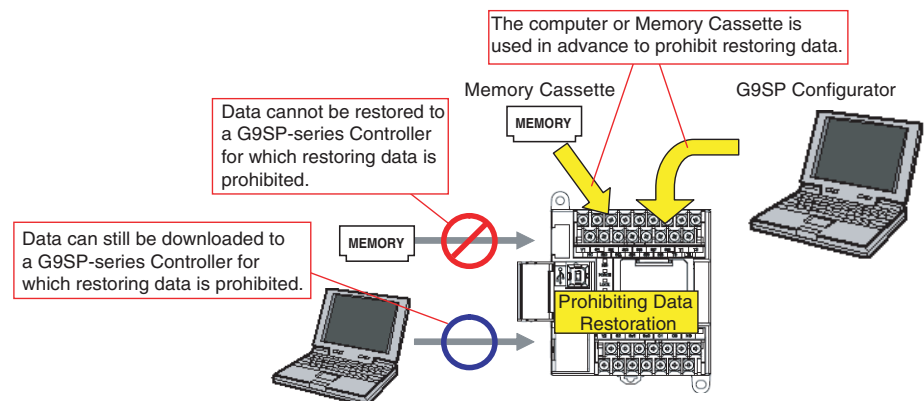 The computer or Memory Cassette is
used in advance to prohibit restoring data.
Memory Cassette
G9SP Configurator
MEMORY
Data cannot be restored to
a G9SP-series Controller
for which restoring data is
prohibited.
MEMORY
Data can still be downloaded to
a G9SP-series Controller for
which restoring data is prohibited.
Prohibiting Data
Restoration